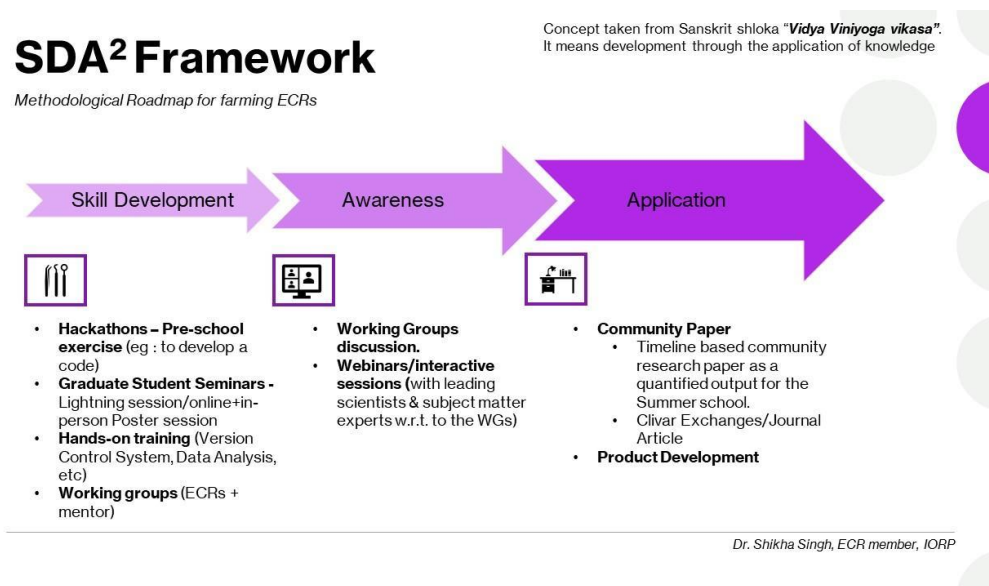 Concept taken from Sanskrit shloka “Vidya Viniyoga vikasa”.
It means development through the application of knowledge
SDA² Framework
Methodological Roadmap for farming ECRs
Skill Development
Awareness
Application
• Hackathons – Pre-school
exercise (eg : to develop a
code)
• Graduate Student Seminars -
Lightning session/online+in-
person Poster session
• Hands-on training (Version
Control System, Data Analysis,
etc)
• Working groups (ECRs +
mentor)
• Working Groups
discussion.
• Webinars/interactive
sessions (with leading
scientists & subject matter
experts w.r.t. to the WGs)
• Community Paper
• Timeline based community
research paper as a
quantified output for the
Summer school.
• Clivar Exchanges/Journal
Article
• Product Development
Dr. Shikha Singh, ECR member, IORP